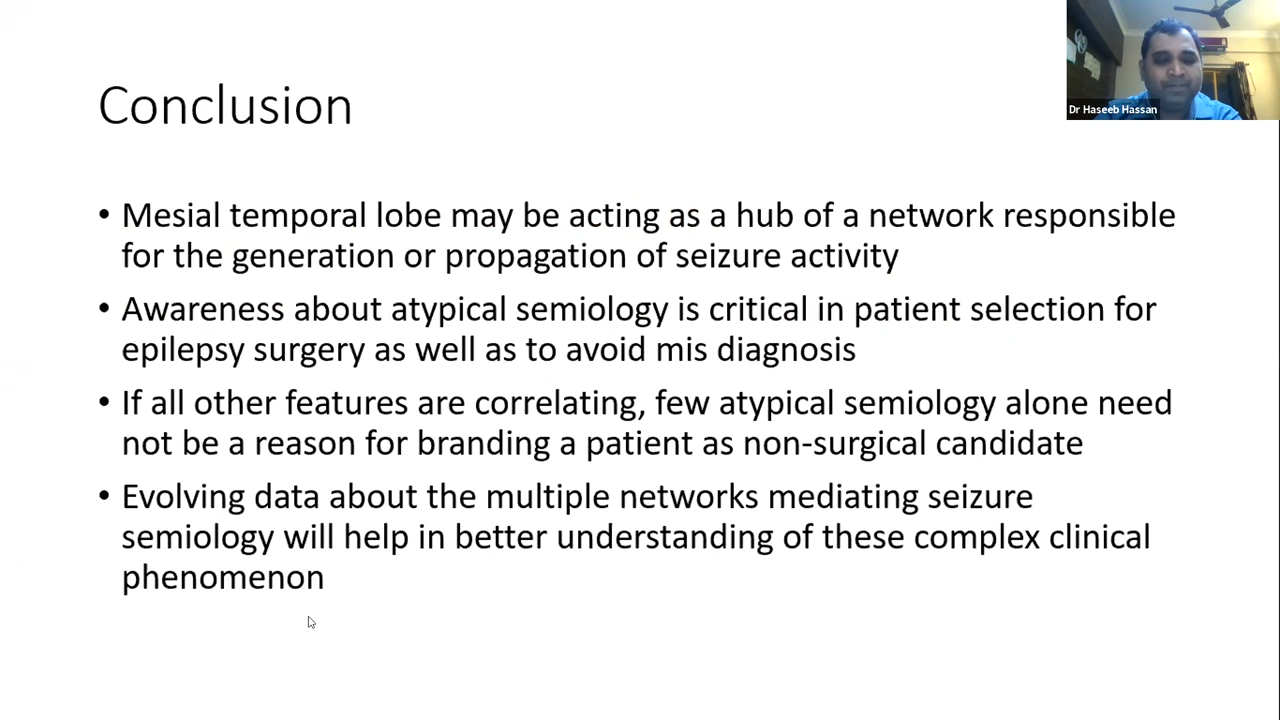 Conclusion
Dr Haseeb Hassan
• Mesial temporal lobe may be acting as a hub of a network responsible
for the generation or propagation of seizure activity
• Awareness about atypical semiology is critical in patient selection for
epilepsy surgery as well as to avoid mis diagnosis
• If all other features are correlating, few atypical semiology alone need
not be a reason for branding a patient as non-surgical candidate
• Evolving data about the multiple networks mediating seizure
semiology will help in better understanding of these complex clinical
phenomenon